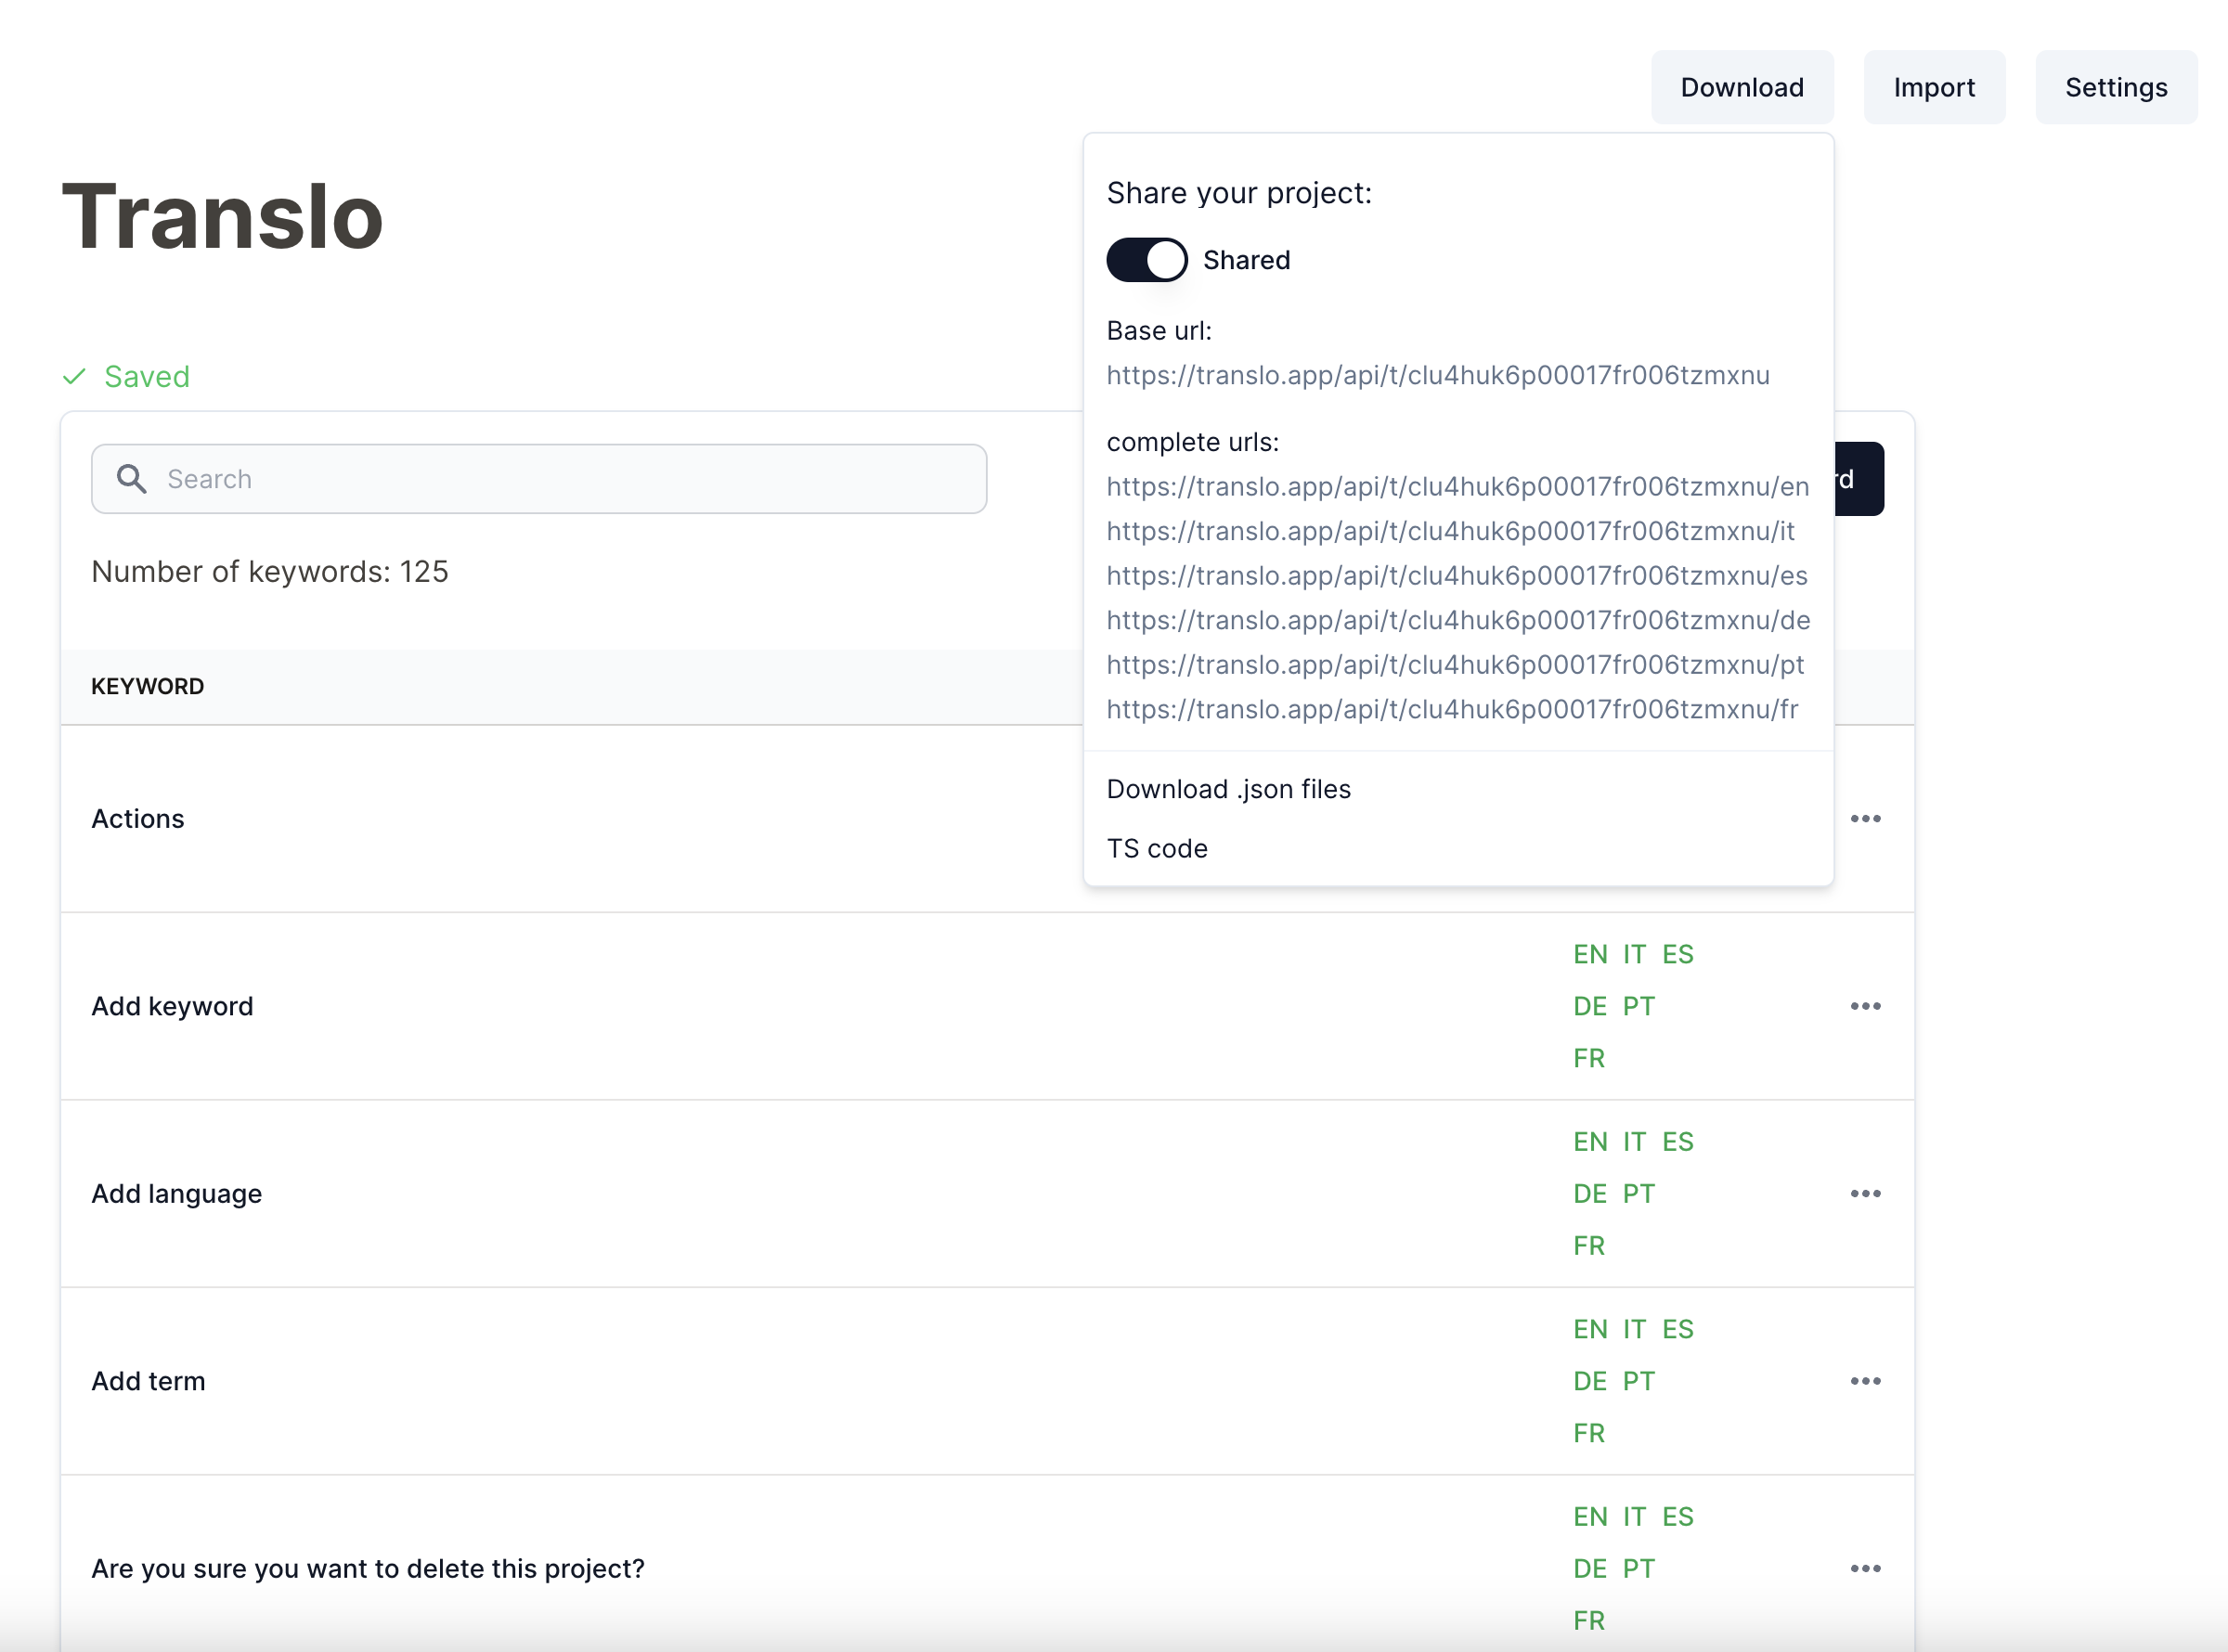 Download Import Settings
Translo
Share your project:
Shared
Base url:
https://translo.app/api/t/clu4huk6p00017fr006tzmxnu
complete urls:
https://translo.app/api/t/clu4huk6p00017fr006tzmxnu/en
https://translo.app/api/t/clu4huk6p00017fr006tzmxnu/it
https://translo.app/api/t/clu4huk6p00017fr006tzmxnu/es
https://translo.app/api/t/clu4huk6p00017fr006tzmxnu/de
https://translo.app/api/t/clu4huk6p00017fr006tzmxnu/pt
https://translo.app/api/t/clu4huk6p00017fr006tzmxnu/fr
Download .json files
TS code
Saved
Search
Number of keywords: 125
KEYWORD
Actions
Add keyword
EN IT ES
DE PT
FR
Add language
EN IT ES
DE PT
FR
Add term
EN IT ES
DE PT
FR
Are you sure you want to delete this project?
EN IT ES
DE PT
FR